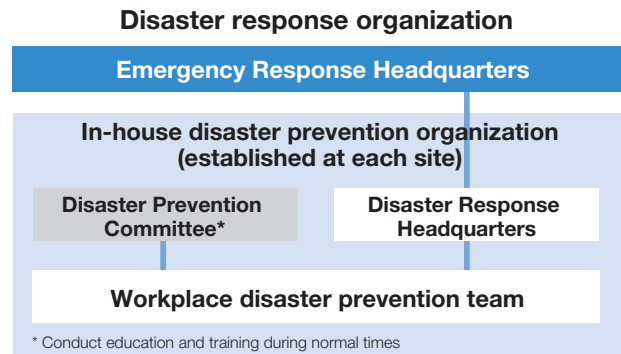 Disaster response organization
Emergency Response Headquarters
In-house disaster prevention organization
(established at each site)
Disaster Prevention
Committee*
Disaster Response
Headquarters
Workplace disaster prevention team
* Conduct education and training during normal times